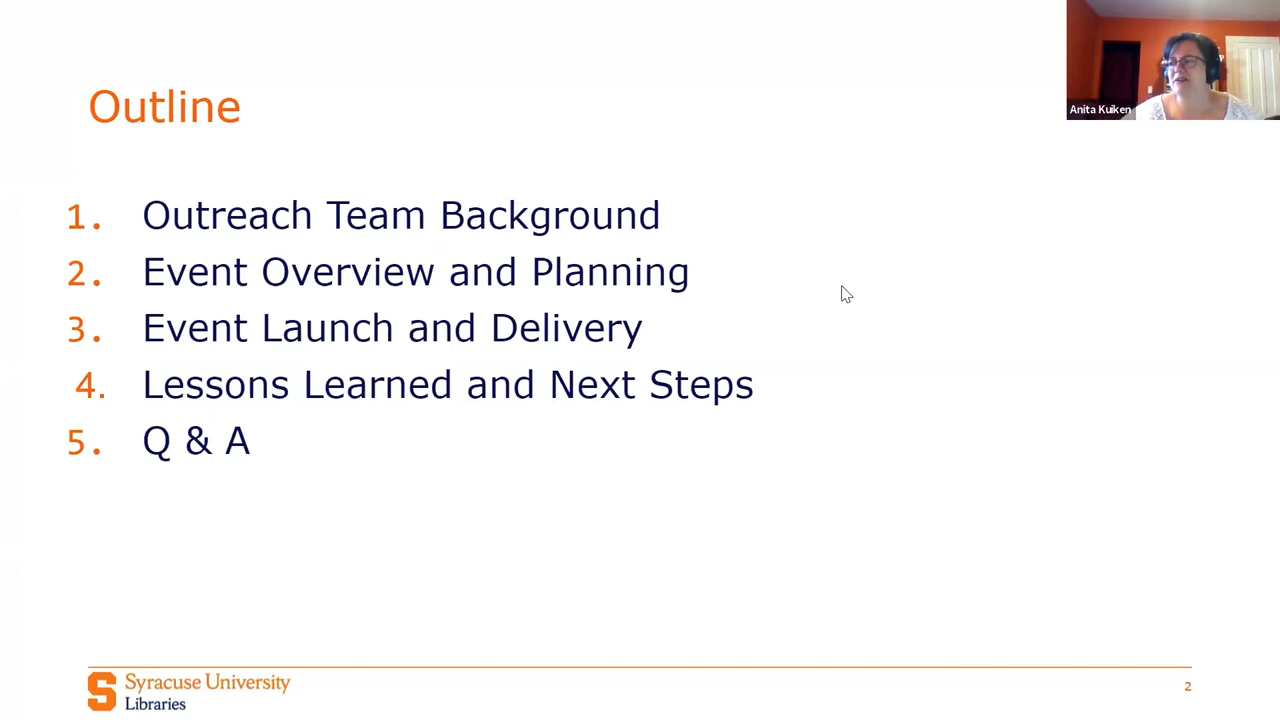 Outline
Anita Kuiken
1. Outreach Team Background
2. Event Overview and Planning
3. Event Launch and Delivery
4. Lessons Learned and Next Steps
5. Q & A
S Syracuse University
Libraries
2